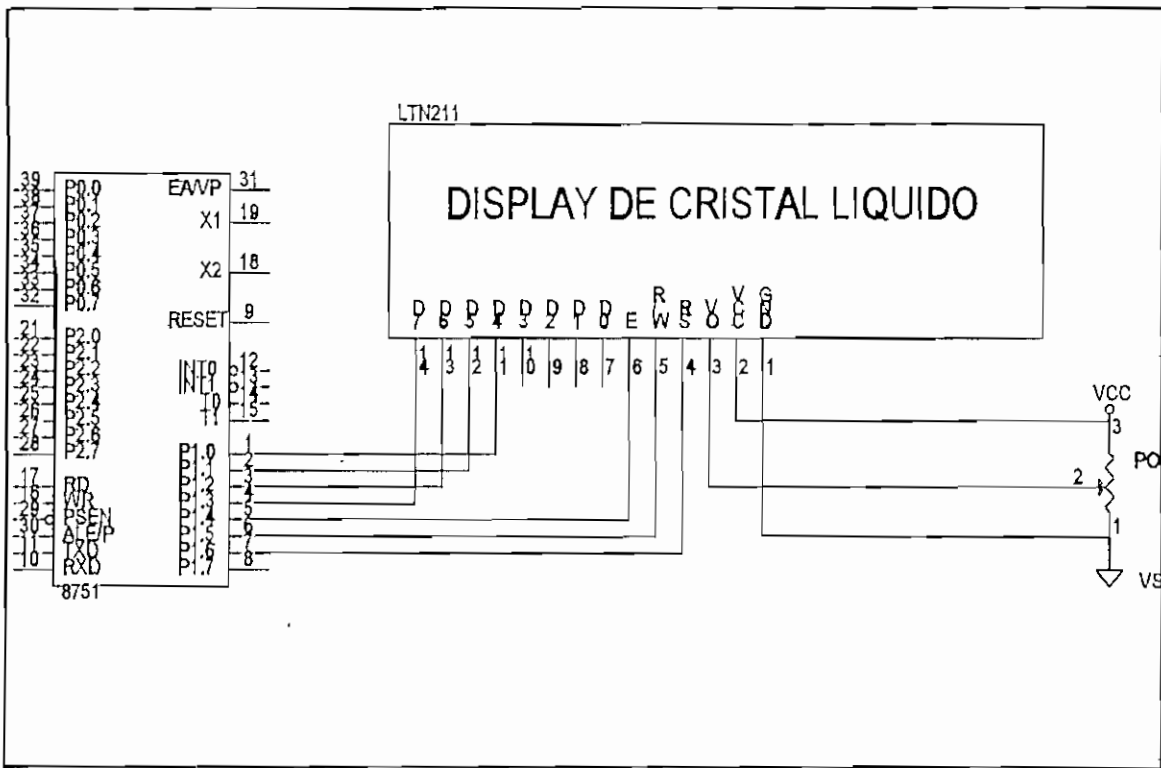 LTN211
DISPLAY DE CRISTAL LIQUIDO
D7 D6 D5 D4 D3 D2 D1 D0 E RW RS VO VCC GND
14 13 12 11 10 9 8 7 6 5 4 3 2 1
39 P0.0
38 P0.1
37 P0.2
36 P0.3
35 P0.4
34 P0.5
33 P0.6
32 P0.7
21 P2.0
22 P2.1
23 P2.2
24 P2.3
25 P2.4
26 P2.5
27 P2.6
28 P2.7
17 RD
16 WR
29 PSEN
30 ALE/P
11 TXD
10 RXD
EA/VP 31
X1 19
X2 18
RESET 9
INT0 12
INT1 13
T0 14
T1 15
P1.0 1
P1.1 2
P1.2 3
P1.3 4
P1.4 5
P1.5 6
P1.6 7
P1.7 8
8751
VCC
3
PO
2
1
VS